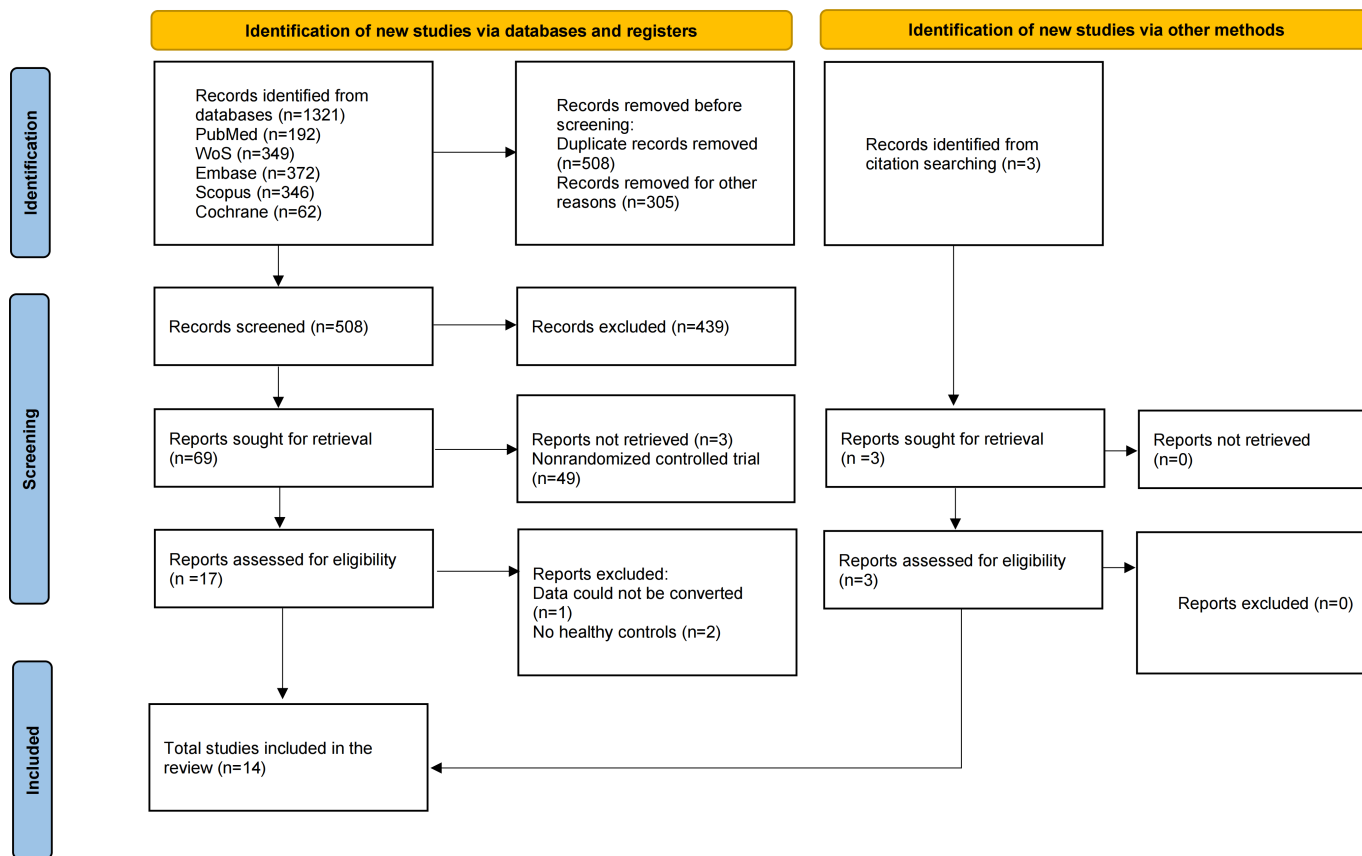 Identification of new studies via databases and registers
Identification of new studies via other methods
Identification
Records identified from
databases (n=1321)
PubMed (n=192)
WoS (n=349)
Embase (n=372)
Scopus (n=346)
Cochrane (n=62)
Records removed before
screening:
Duplicate records removed
(n=508)
Records removed for other
reasons (n=305)
Records identified from
citation searching (n=3)
Screening
Records screened (n=508)
Records excluded (n=439)
Reports sought for retrieval
(n=69)
Reports not retrieved (n=3)
Nonrandomized controlled trial
(n=49)
Reports sought for retrieval
(n =3)
Reports not retrieved
(n=0)
Reports assessed for eligibility
(n =17)
Reports excluded:
Data could not be converted
(n=1)
No healthy controls (n=2)
Reports assessed for eligibility
(n=3)
Reports excluded (n=0)
Included
Total studies included in the
review (n=14)